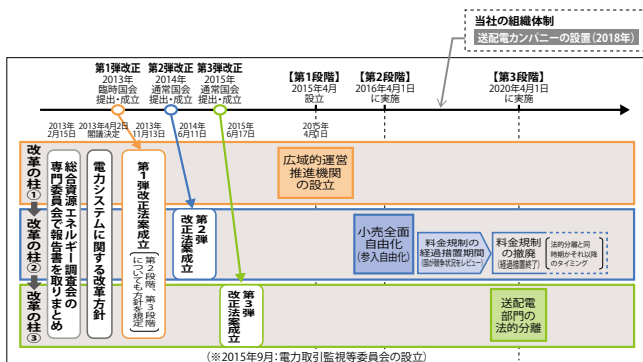 当社の組織体制
送配電カンパニーの設置(2018年)
第1弾改正
2013年
臨時国会
提出・成立
第2弾改正
2014年
通常国会
提出・成立
第3弾改正
2015年
通常国会
提出・成立
【第1段階】
2015年4月
設立
【第2段階】
2016年4月1日
に実施
【第3段階】
2020年4月1日
に実施
2013年
2月15日
2013年4月2日
閣議決定
2013年
11月13日
2014年
6月11日
2015年
6月17日
2015年
4月1日
改革の柱①
改革の柱②
改革の柱③
総合資源エネルギー調査会の
専門委員会で報告書を取りまとめ
電力システムに関する改革方針
第1弾改正法案成立
第2段階、第3段階
についても方針を規定
第2弾
改正法案成立
第3弾
改正法案成立
広域的運営
推進機関
の設立
小売全面
自由化
(参入自由化)
料金規制の
経過措置期間
(国が競争状況をレビュー)
料金規制
の撤廃
(経過措置終了)
法的分離と同
時期かそれ以降
のタイミング
送配電
部門の
法的分離
(※2015年9月:電力取引監視等委員会の設立)